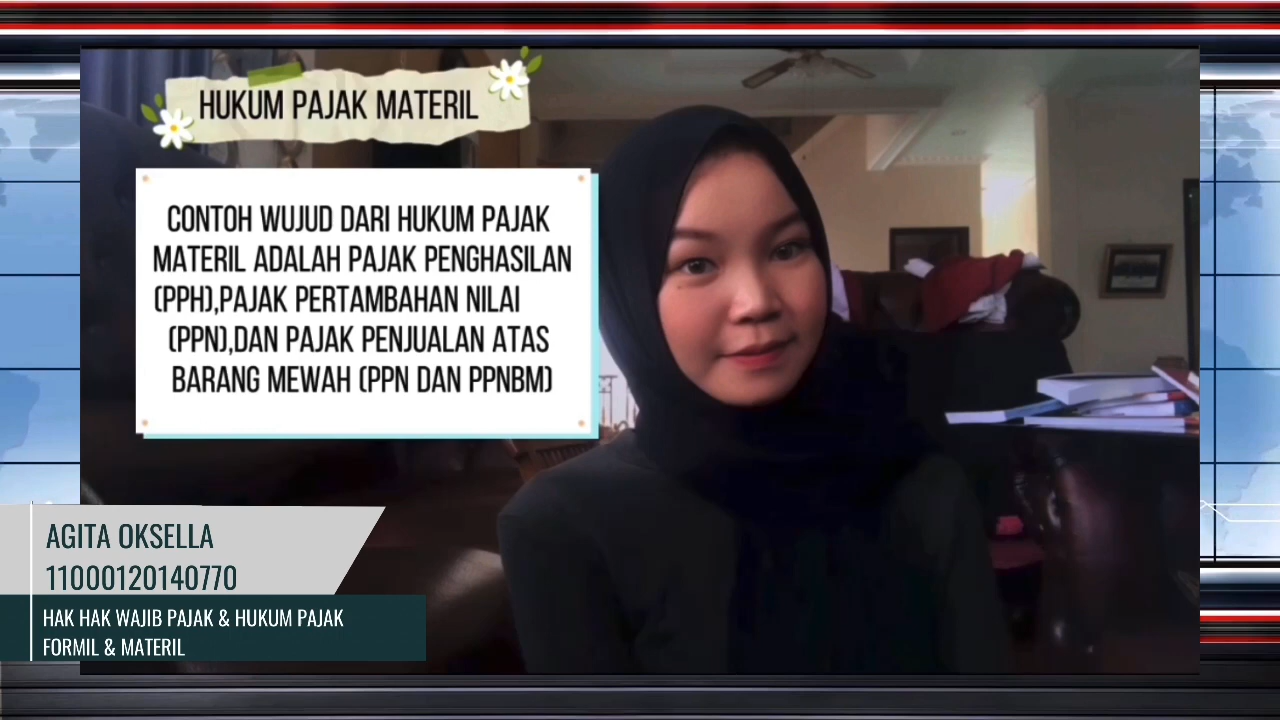 HUKUM PAJAK MATERIL
CONTOH WUJUD DARI HUKUM PAJAK
MATERIL ADALAH PAJAK PENGHASILAN
(PPH),PAJAK PERTAMBAHAN NILAI
(PPN),DAN PAJAK PENJUALAN ATAS
BARANG MEWAH (PPN DAN PPNBM)
AGITA OKSELLA
11000120140770
HAK HAK WAJIB PAJAK & HUKUM PAJAK
FORMIL & MATERIL